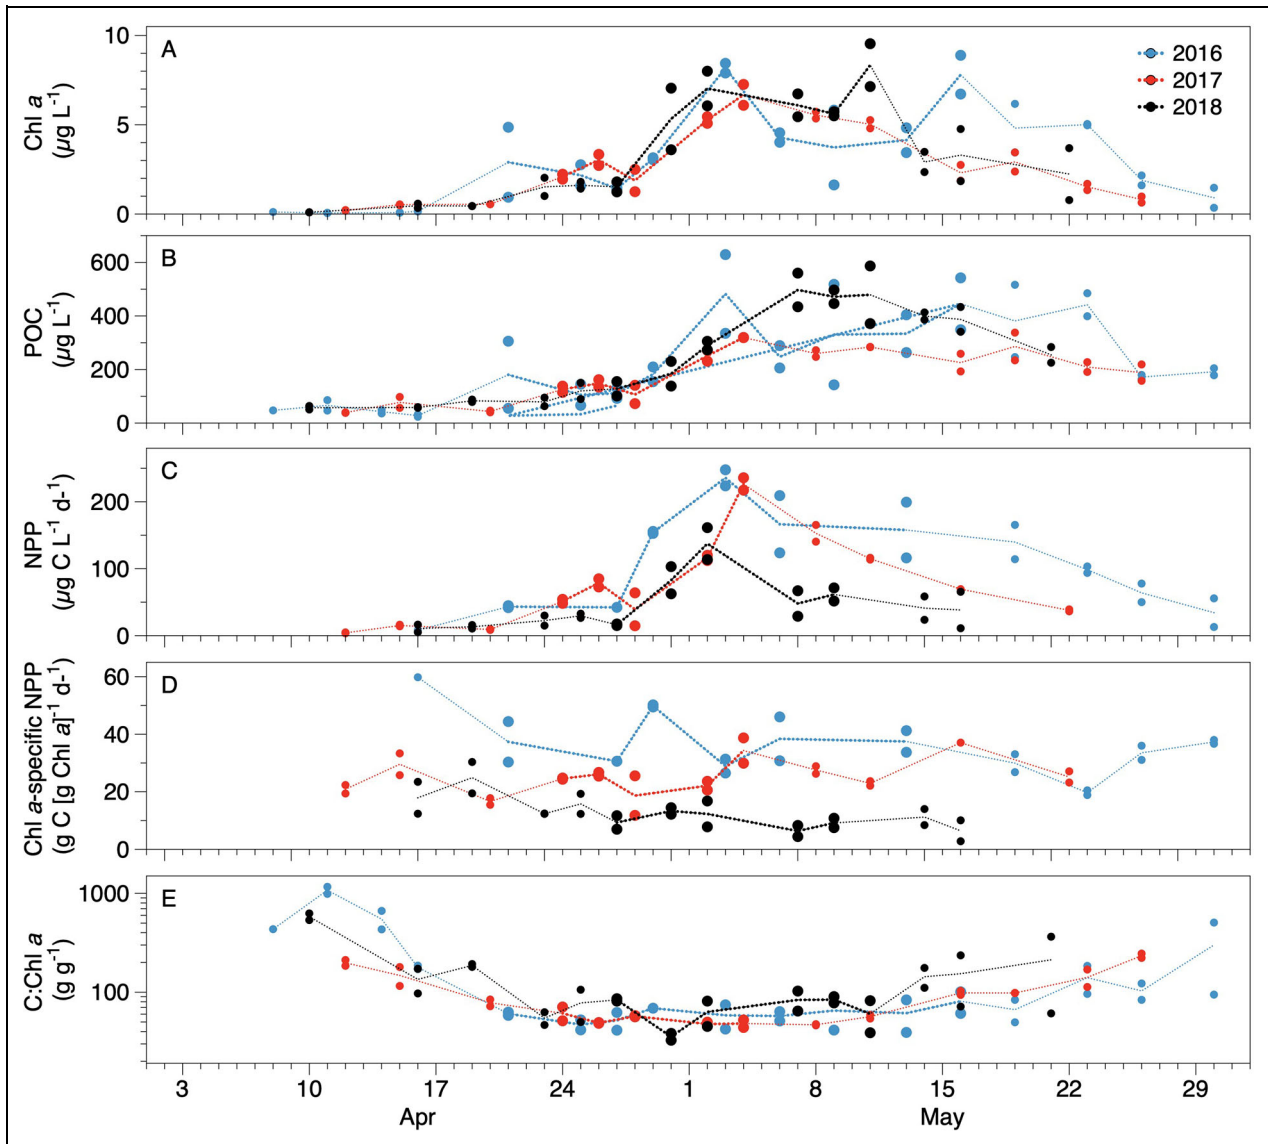 A
Chl a
(µg L-1)
10
5
0
2016
2017
2018
B
POC
(µg L-1)
600
400
200
0
C
NPP
(µg C L-1 d-1)
200
100
0
D
Chl a-specific NPP
(g C [g Chl a]-1 d-1)
60
40
20
0
E
C:Chl a
(g g-1)
1000
100
3 10 17 24 1 8 15 22 29
Apr May